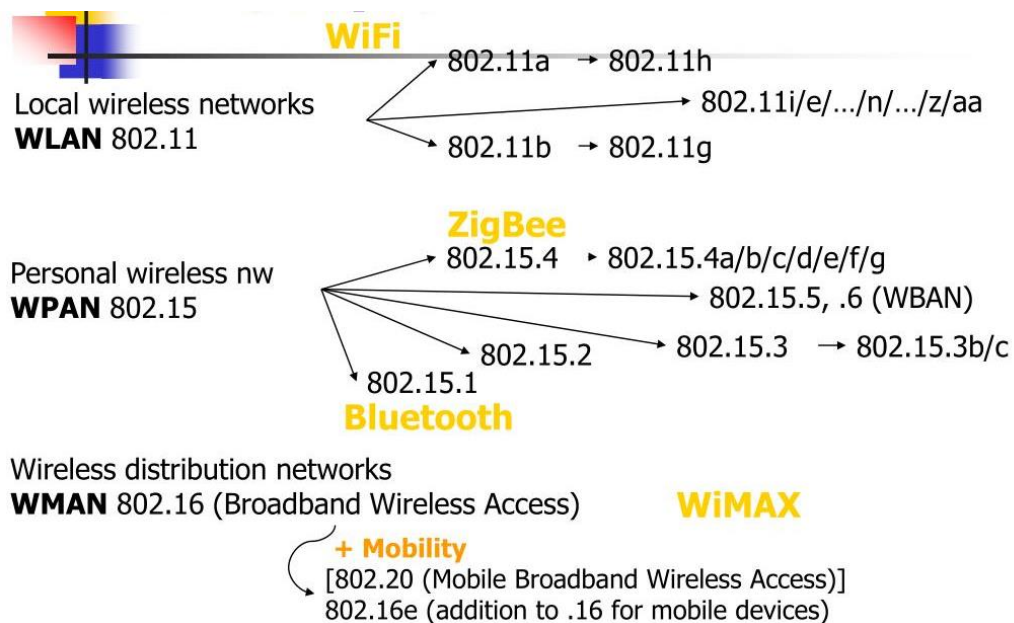 WiFi
802.11a → 802.11h
Local wireless networks
802.11i/e/.../n/.../z/aa
WLAN 802.11
802.11b → 802.11g
ZigBee
802.15.4 → 802.15.4a/b/c/d/e/f/g
Personal wireless nw
802.15.5, .6 (WBAN)
WPAN 802.15
802.15.3 → 802.15.3b/c
802.15.2
802.15.1
Bluetooth
Wireless distribution networks
WMAN 802.16 (Broadband Wireless Access)
WiMAX
+ Mobility
[802.20 (Mobile Broadband Wireless Access)]
802.16e (addition to .16 for mobile devices)